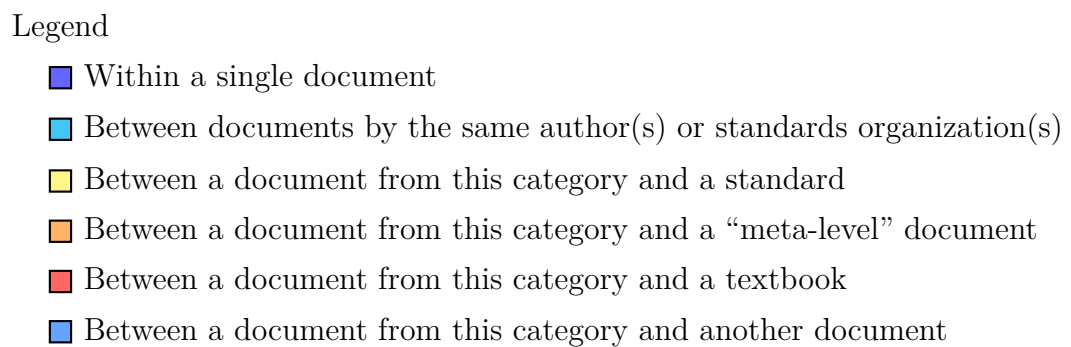 Legend
Within a single document
Between documents by the same author(s) or standards organization(s)
Between a document from this category and a standard
Between a document from this category and a “meta-level” document
Between a document from this category and a textbook
Between a document from this category and another document